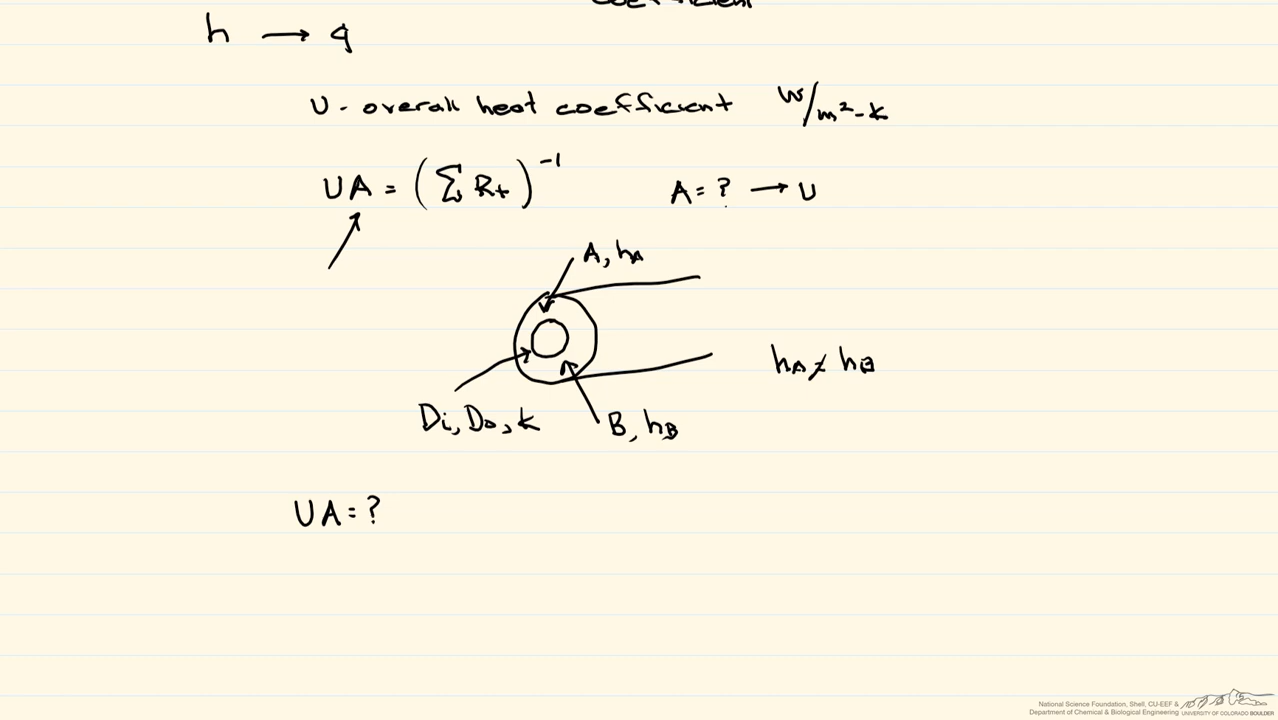 coefficient
h → q
U - overall heat coefficient W/m²-K
UA = (∑ Rt)⁻¹ A = ? → U
A, hA
hA ≠ hB
Di, Do, k
B, hB
UA = ?
National Science Foundation, Shell, CU-EEF &
Department of Chemical & Biological Engineering UNIVERSITY OF COLORADO BOULDER